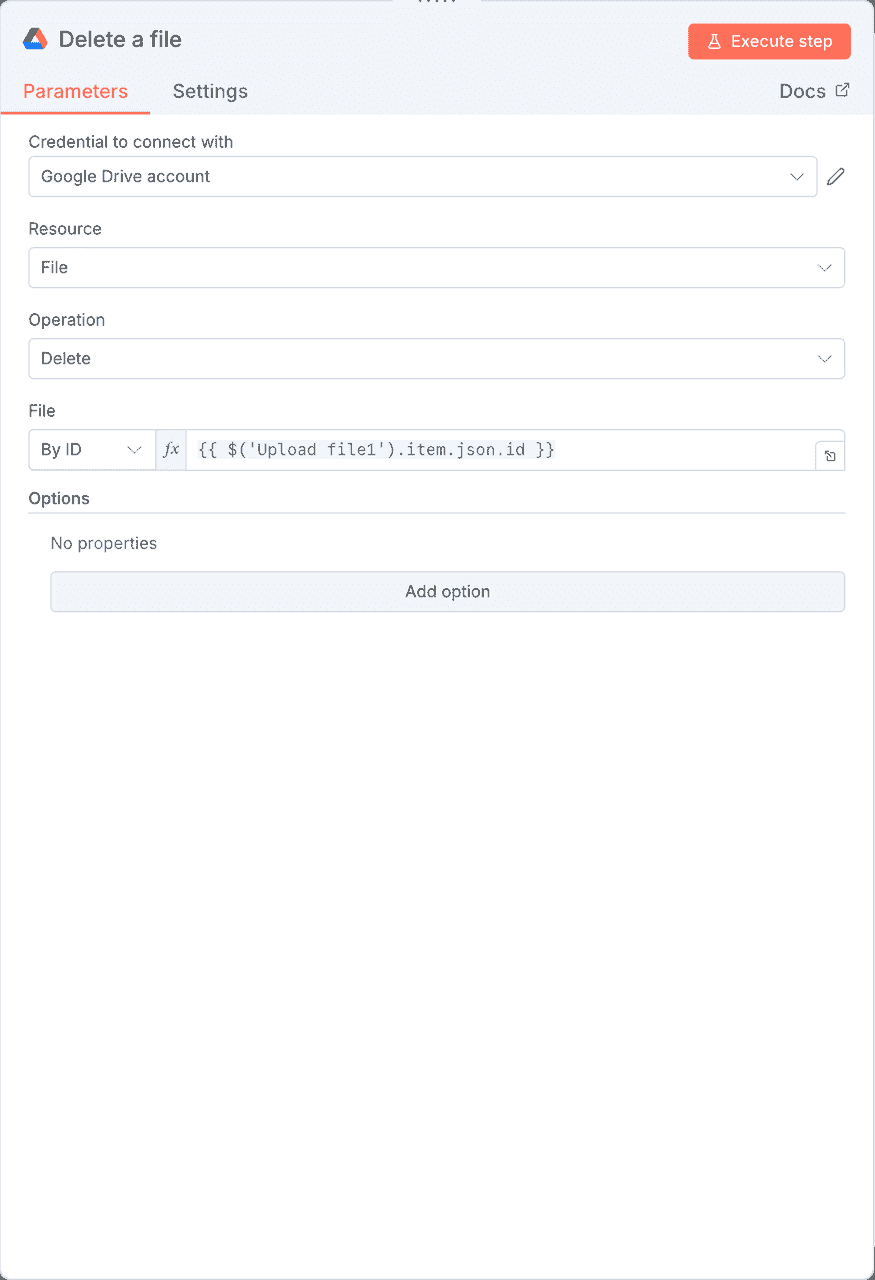 Delete a file
Execute step
Parameters
Settings
Docs
Credential to connect with
Google Drive account
Resource
File
Operation
Delete
File
By ID
fx
{{ $('Upload file1').item.json.id }}
Options
No properties
Add option